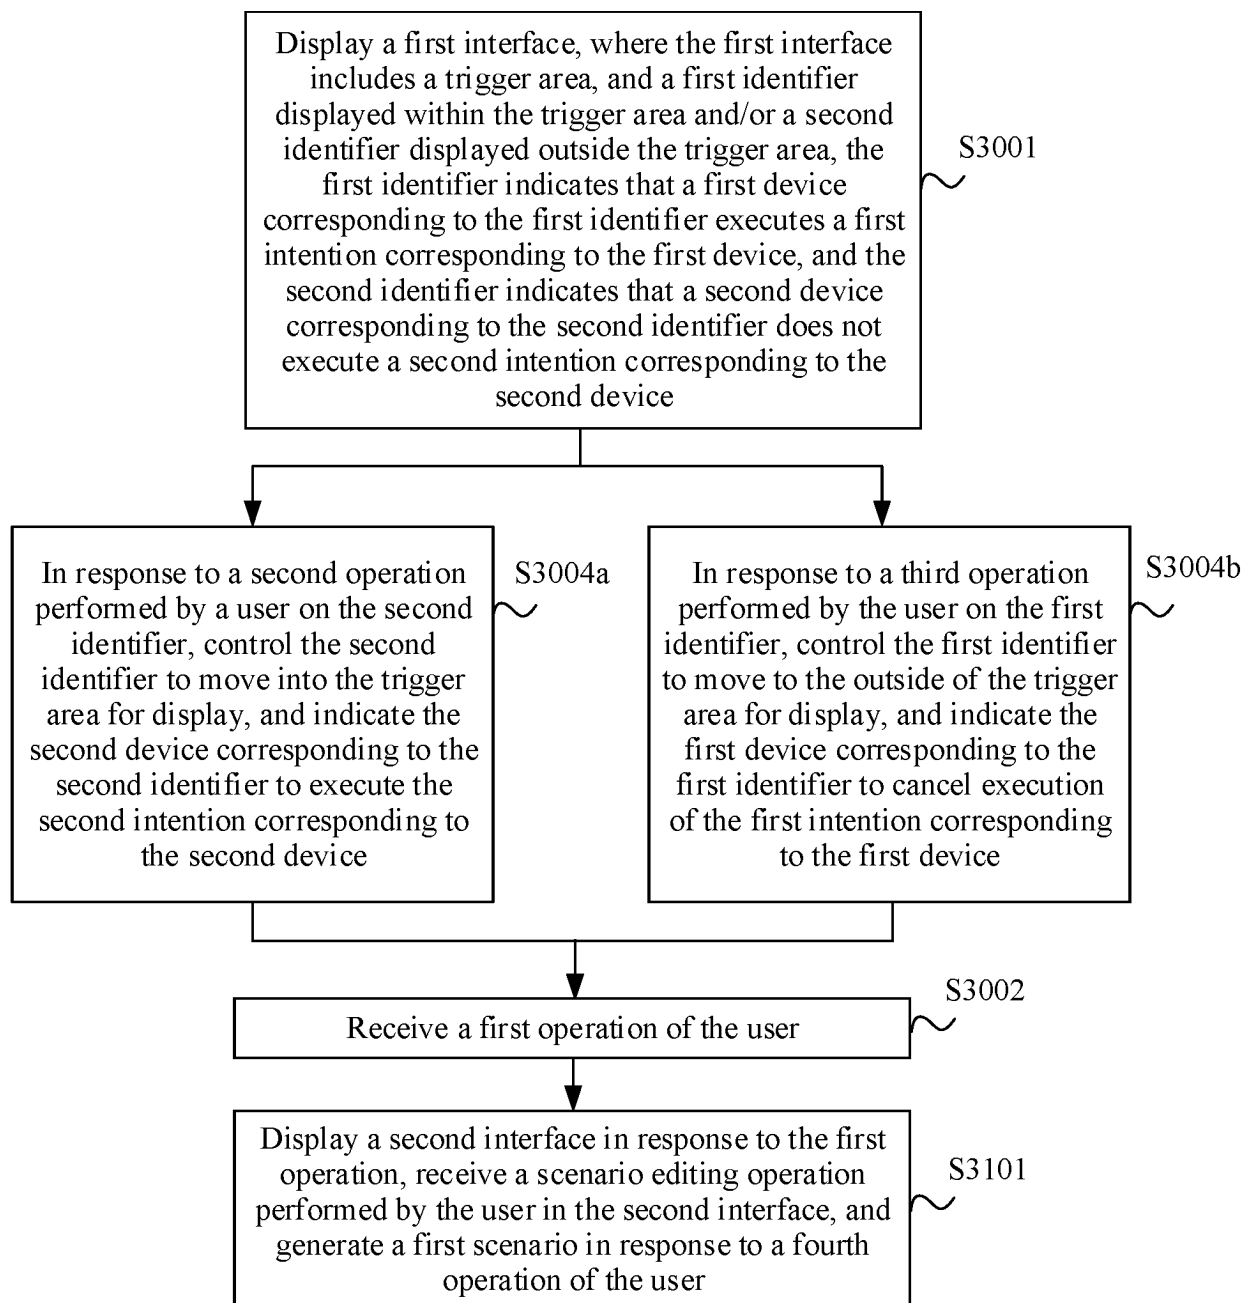 Display a first interface, where the first interface
includes a trigger area, and a first identifier
displayed within the trigger area and/or a second
identifier displayed outside the trigger area, the
first identifier indicates that a first device
corresponding to the first identifier executes a first
intention corresponding to the first device, and the
second identifier indicates that a second device
corresponding to the second identifier does not
execute a second intention corresponding to the
second device
S3001
In response to a second operation
performed by a user on the second
identifier, control the second
identifier to move into the trigger
area for display, and indicate the
second device corresponding to the
second identifier to execute the
second intention corresponding to
the second device
S3004a
In response to a third operation
performed by the user on the first
identifier, control the first identifier
to move to the outside of the trigger
area for display, and indicate the
first device corresponding to the
first identifier to cancel execution
of the first intention corresponding
to the first device
S3004b
Receive a first operation of the user
S3002
Display a second interface in response to the first
operation, receive a scenario editing operation
performed by the user in the second interface, and
generate a first scenario in response to a fourth
operation of the user
S3101